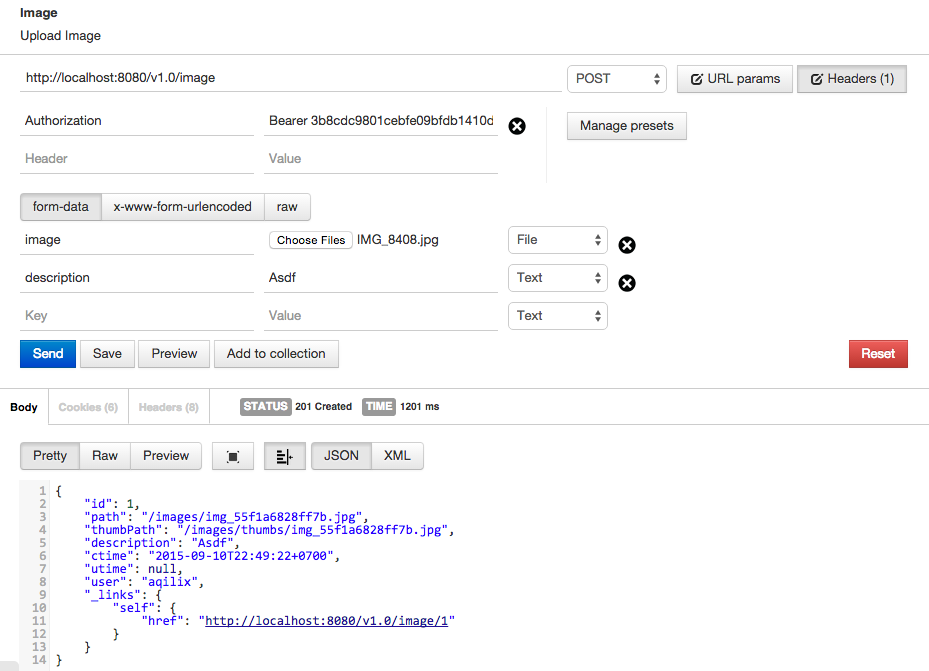 Image
Upload Image
http://localhost:8080/v1.0/image POST URL params Headers (1)
Authorization Bearer 3b8cdc9801cebfe09bfdb1410d Manage presets
Header Value
form-data x-www-form-urlencoded raw
image Choose Files IMG_8408.jpg File
description Asdf Text
Key Value Text
Send Save Preview Add to collection Reset
Body Cookies (6) Headers (8) STATUS 201 Created TIME 1201 ms
Pretty Raw Preview JSON XML
1 {
2 "id": 1,
3 "path": "/images/img_55f1a6828ff7b.jpg",
4 "thumbPath": "/images/thumbs/img_55f1a6828ff7b.jpg",
5 "description": "Asdf",
6 "ctime": "2015-09-10T22:49:22+0700",
7 "utime": null,
8 "user": "aqilix",
9 "_links": {
10 "self": {
11 "href": "http://localhost:8080/v1.0/image/1"
12 }
13 }
14 }